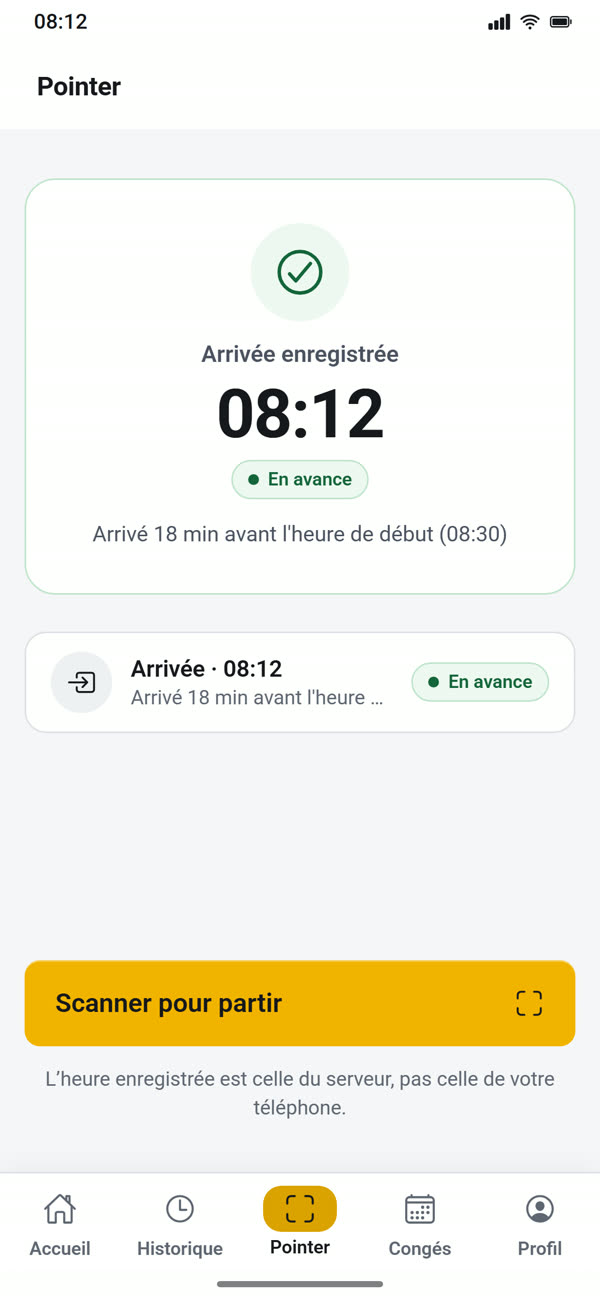 08:12
Pointer
Arrivée enregistrée
08:12
En avance
Arrivé 18 min avant l'heure de début (08:30)
Arrivée · 08:12
Arrivé 18 min avant l'heure ...
En avance
Scanner pour partir
L’heure enregistrée est celle du serveur, pas celle de votre
téléphone.
Accueil
Historique
Pointer
Congés
Profil